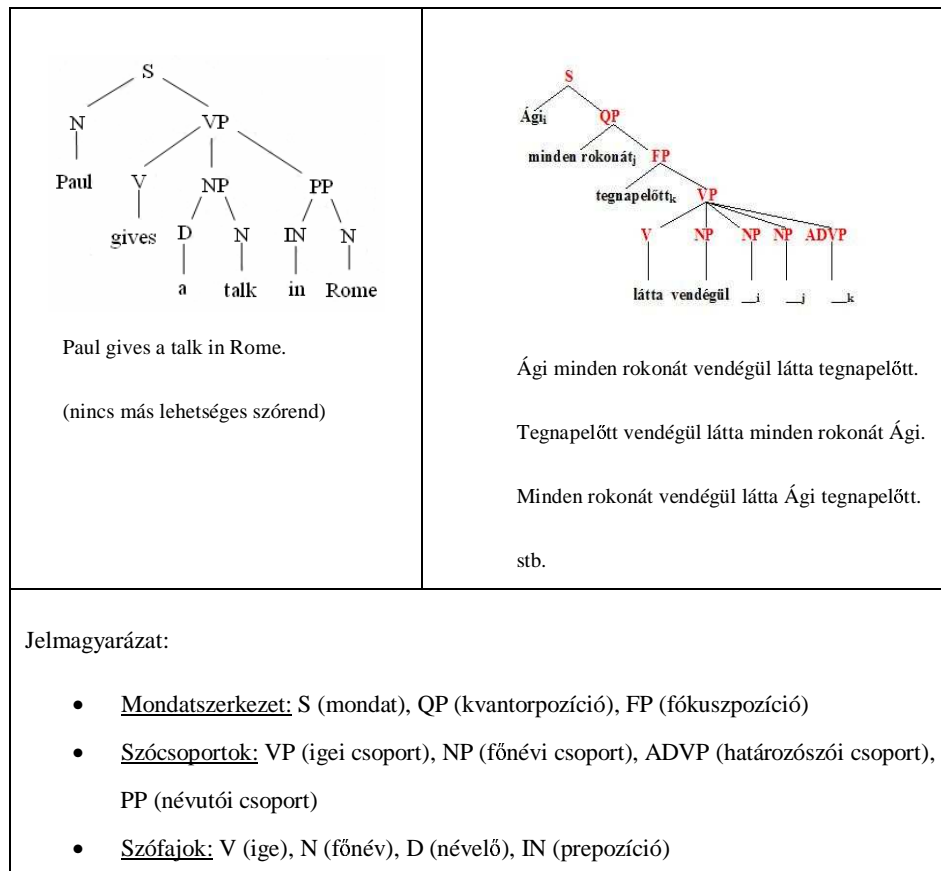 S
N VP
Paul V NP PP
gives D N IN N
a talk in Rome
Paul gives a talk in Rome.
(nincs más lehetséges szórend)
S
Ági i QP
minden rokonát j FP
tegnapelőtt k VP
V NP NP NP ADVP
látta vendégül __i __j __k
Ági minden rokonát vendégül látta tegnapelőtt.
Tegnapelőtt vendégül látta minden rokonát Ági.
Minden rokonát vendégül látta Ági tegnapelőtt.
stb.
Jelmagyarázat:
• Mondatszerkezet: S (mondat), QP (kvantorpozíció), FP (fókuszpozíció)
• Szócsoportok: VP (igei csoport), NP (főnévi csoport), ADVP (határozószói csoport),
PP (névutói csoport)
• Szófajok: V (ige), N (főnév), D (névelő), IN (prepozíció)